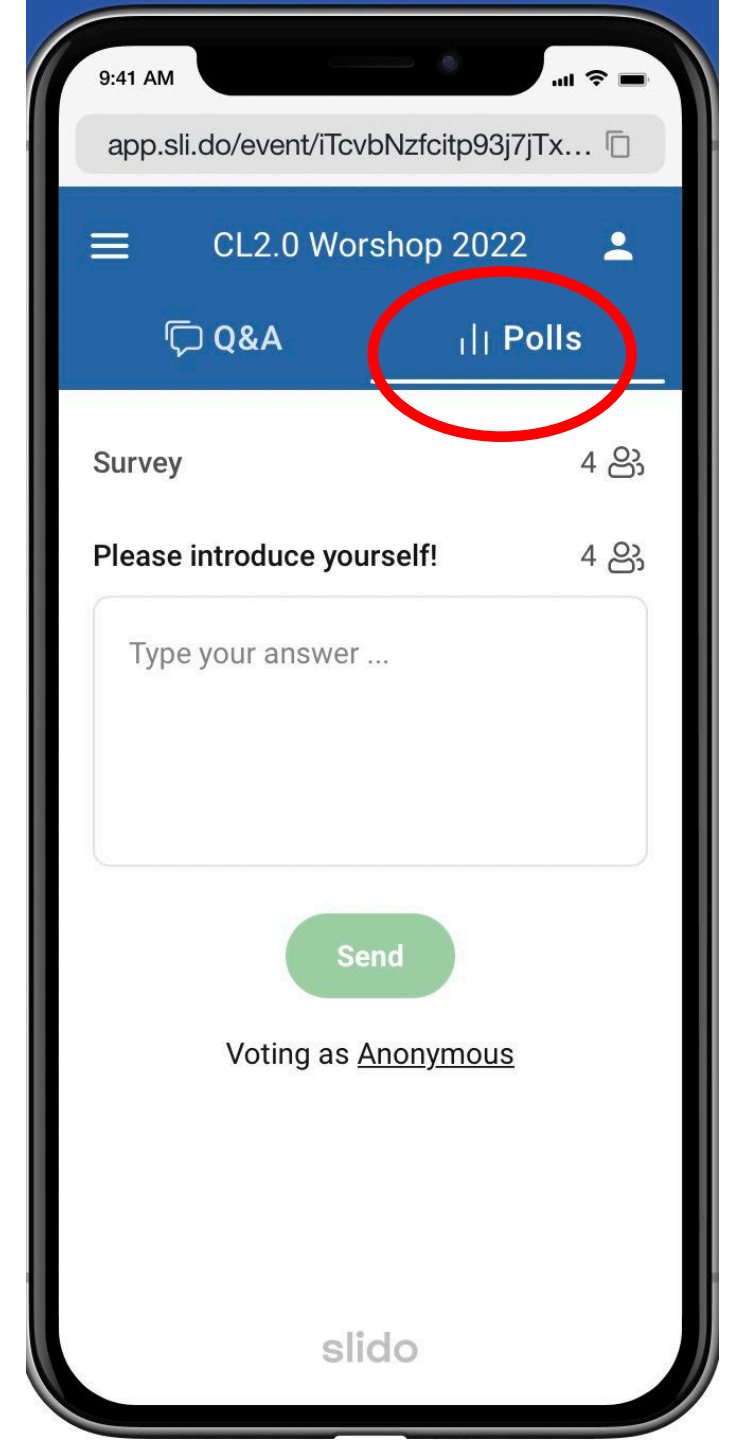 9:41 AM
app.sli.do/event/iTcvbNzfcitp93j7jTx...
CL2.0 Worshop 2022
Q&A
Polls
Survey
4
Please introduce yourself!
4
Type your answer ...
Send
Voting as Anonymous
slido